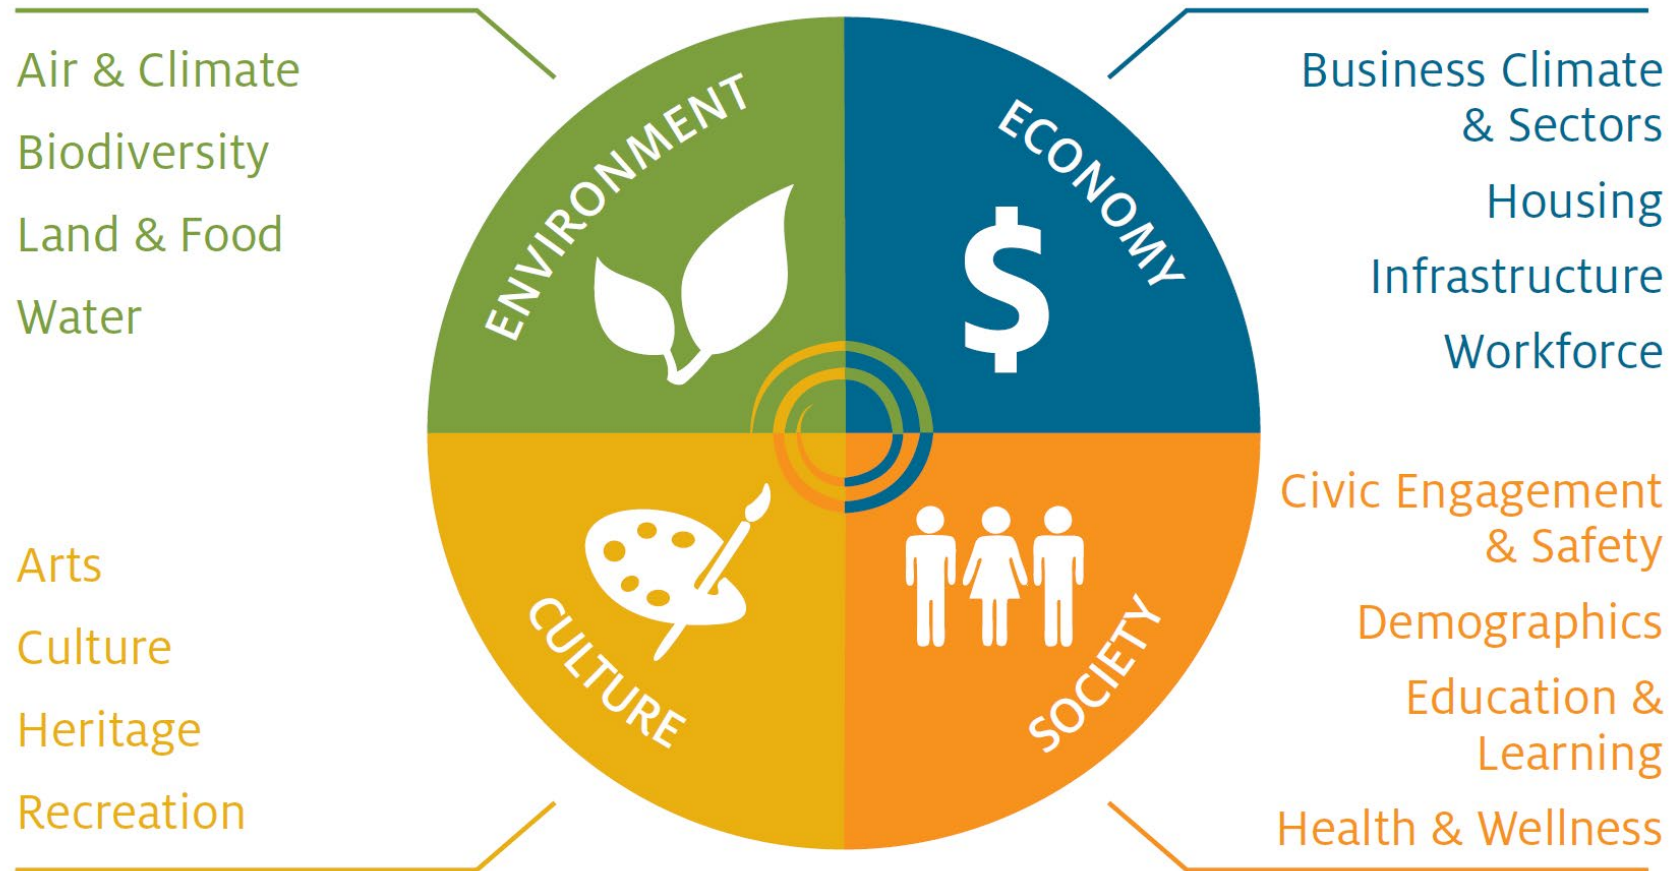 Air & Climate
Biodiversity
Land & Food
Water
ENVIRONMENT
ECONOMY
$
Business Climate
& Sectors
Housing
Infrastructure
Workforce
Arts
Culture
Heritage
Recreation
CULTURE
SOCIETY
Civic Engagement
& Safety
Demographics
Education &
Learning
Health & Wellness